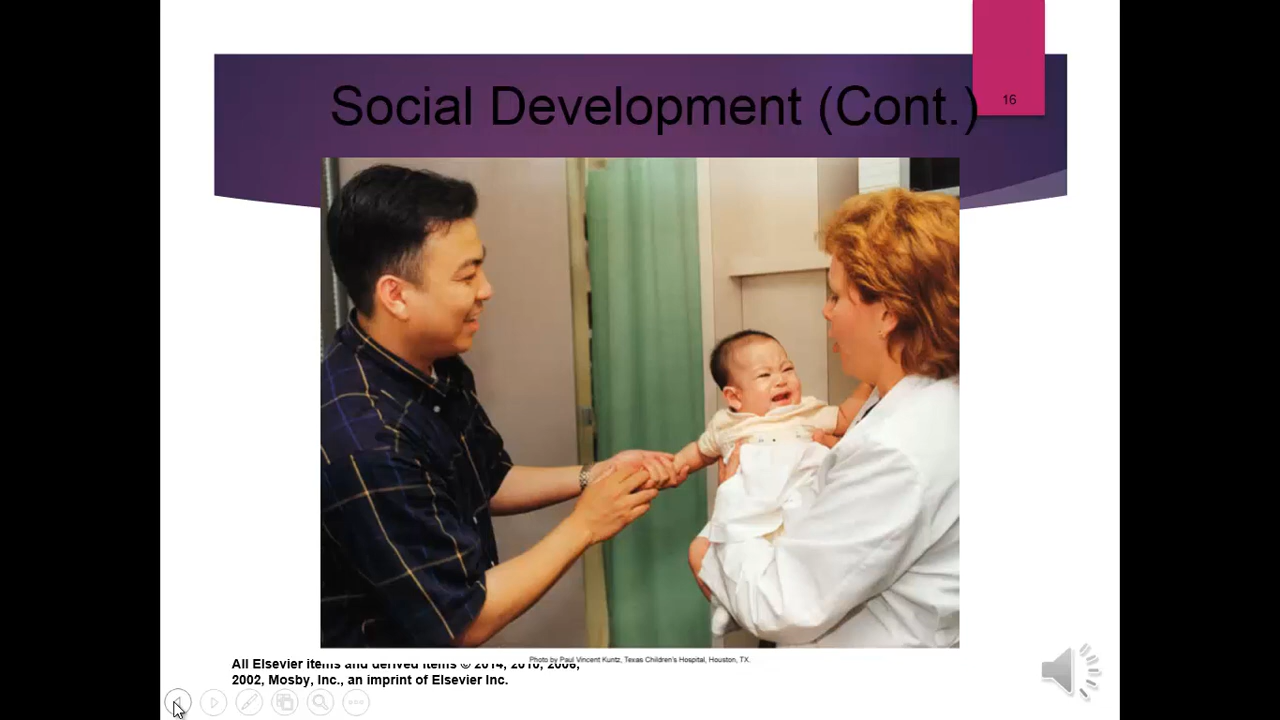 Social Development (Cont.)
16
Photo by Paul Vincent Kuntz, Texas Children's Hospital, Houston, TX.
All Elsevier items and derived items © 2014, 2010, 2006,
2002, Mosby, Inc., an imprint of Elsevier Inc.